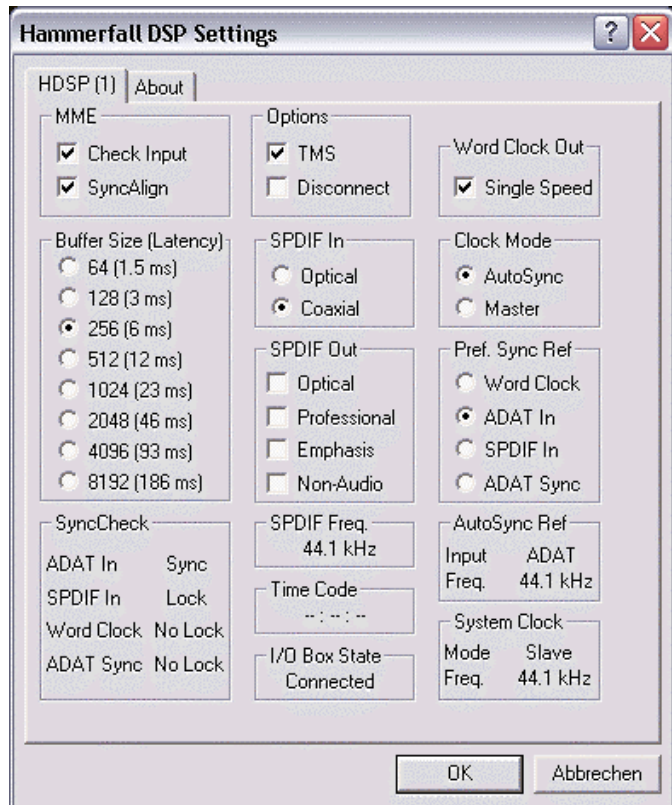 Hammerfall DSP Settings
HDSP (1)
About
MME
Check Input
SyncAlign
Options
TMS
Disconnect
Word Clock Out
Single Speed
Buffer Size (Latency)
64 (1.5 ms)
128 (3 ms)
256 (6 ms)
512 (12 ms)
1024 (23 ms)
2048 (46 ms)
4096 (93 ms)
8192 (186 ms)
SPDIF In
Optical
Coaxial
Clock Mode
AutoSync
Master
SPDIF Out
Optical
Professional
Emphasis
Non-Audio
Pref. Sync Ref
Word Clock
ADAT In
SPDIF In
ADAT Sync
SyncCheck
ADAT In Sync
SPDIF In Lock
Word Clock No Lock
ADAT Sync No Lock
SPDIF Freq.
44.1 kHz
Time Code
-- : -- : --
I/O Box State
Connected
AutoSync Ref
Input ADAT
Freq. 44.1 kHz
System Clock
Mode Slave
Freq. 44.1 kHz
OK
Abbrechen